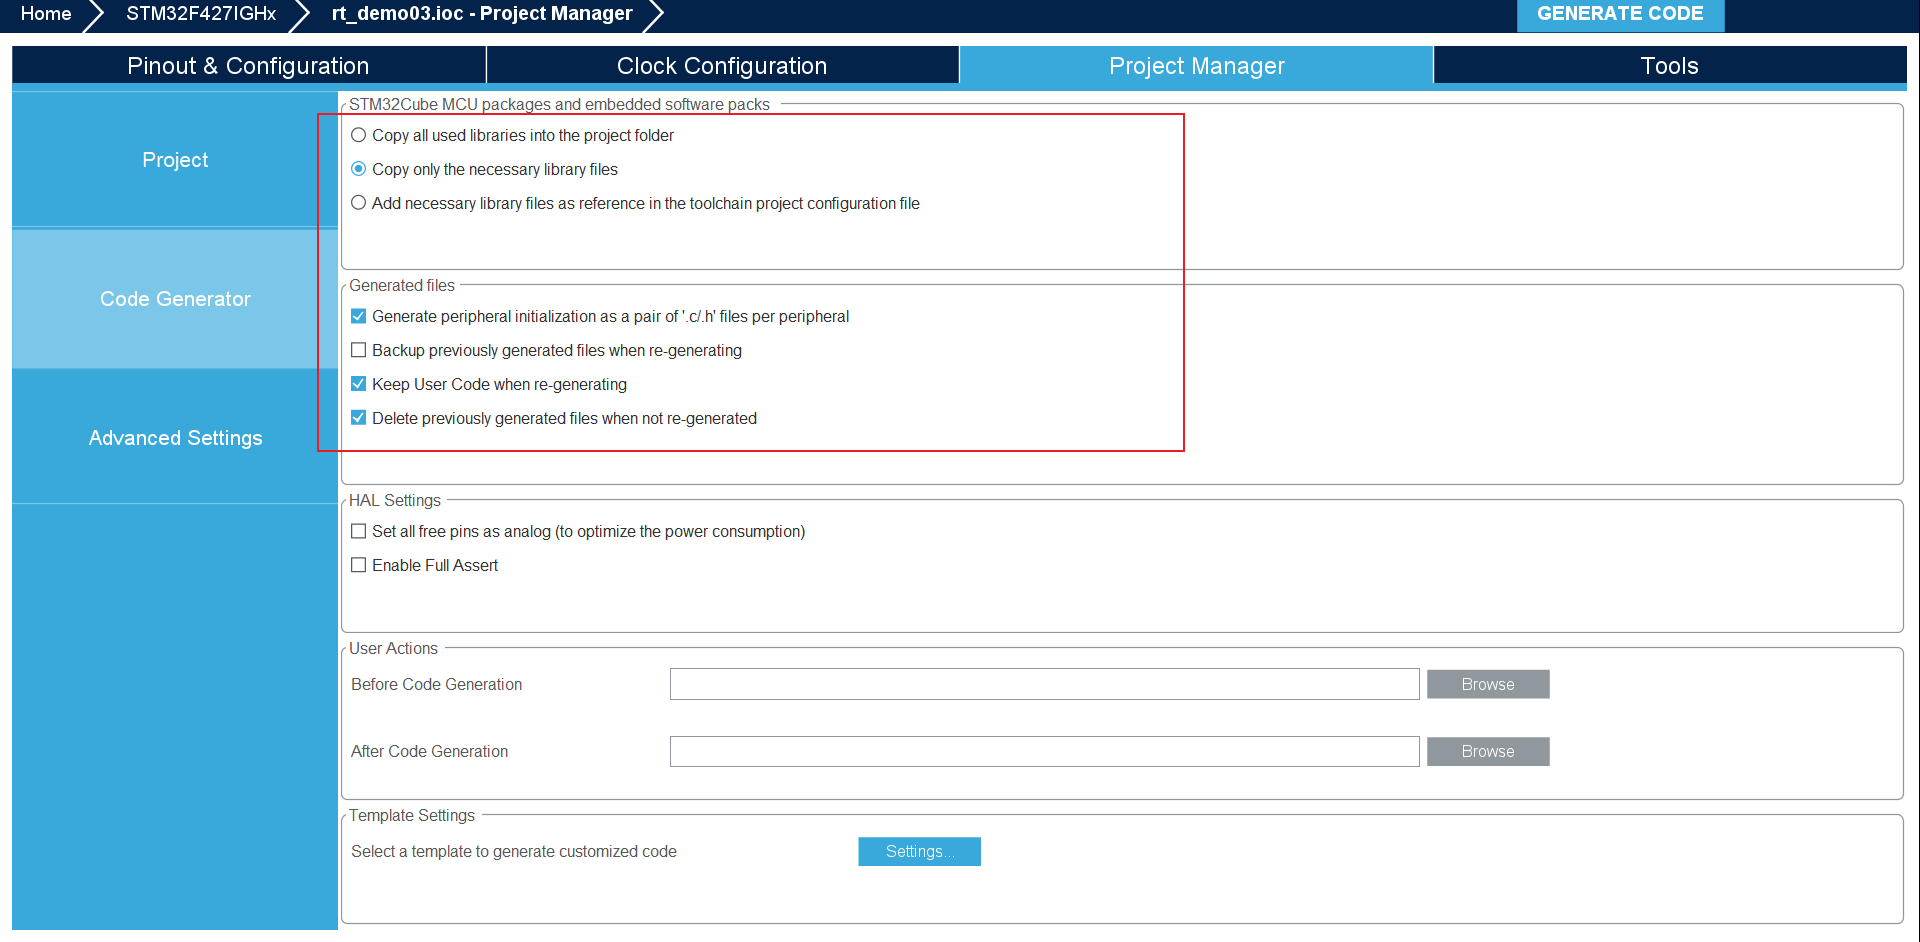 Home STM32F427IGHx rt_demo03.ioc - Project Manager GENERATE CODE
Pinout & Configuration Clock Configuration Project Manager Tools
Project
Code Generator
Advanced Settings
STM32Cube MCU packages and embedded software packs
Copy all used libraries into the project folder
Copy only the necessary library files
Add necessary library files as reference in the toolchain project configuration file
Generated files
Generate peripheral initialization as a pair of '.c/.h' files per peripheral
Backup previously generated files when re-generating
Keep User Code when re-generating
Delete previously generated files when not re-generated
HAL Settings
Set all free pins as analog (to optimize the power consumption)
Enable Full Assert
User Actions
Before Code Generation Browse
After Code Generation Browse
Template Settings
Select a template to generate customized code Settings...